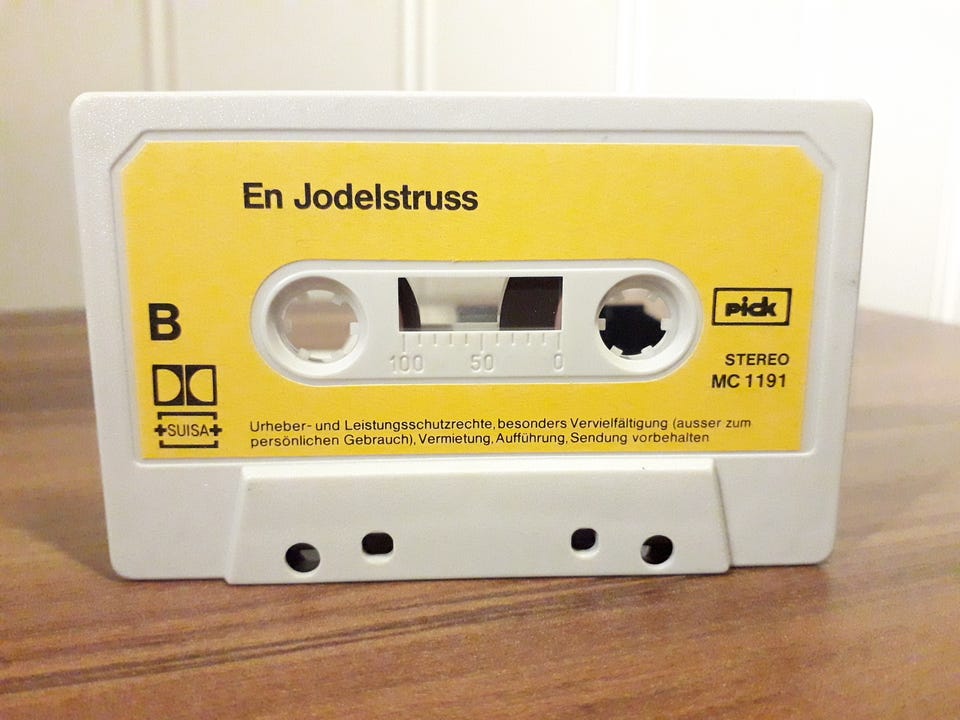 En Jodelstruss
B
pick
100 50 0
STEREO
MC 1191
+SUISA+
Urheber- und Leistungsschutzrechte, besonders Vervielfältigung (ausser zum
persönlichen Gebrauch), Vermietung, Aufführung, Sendung vorbehalten